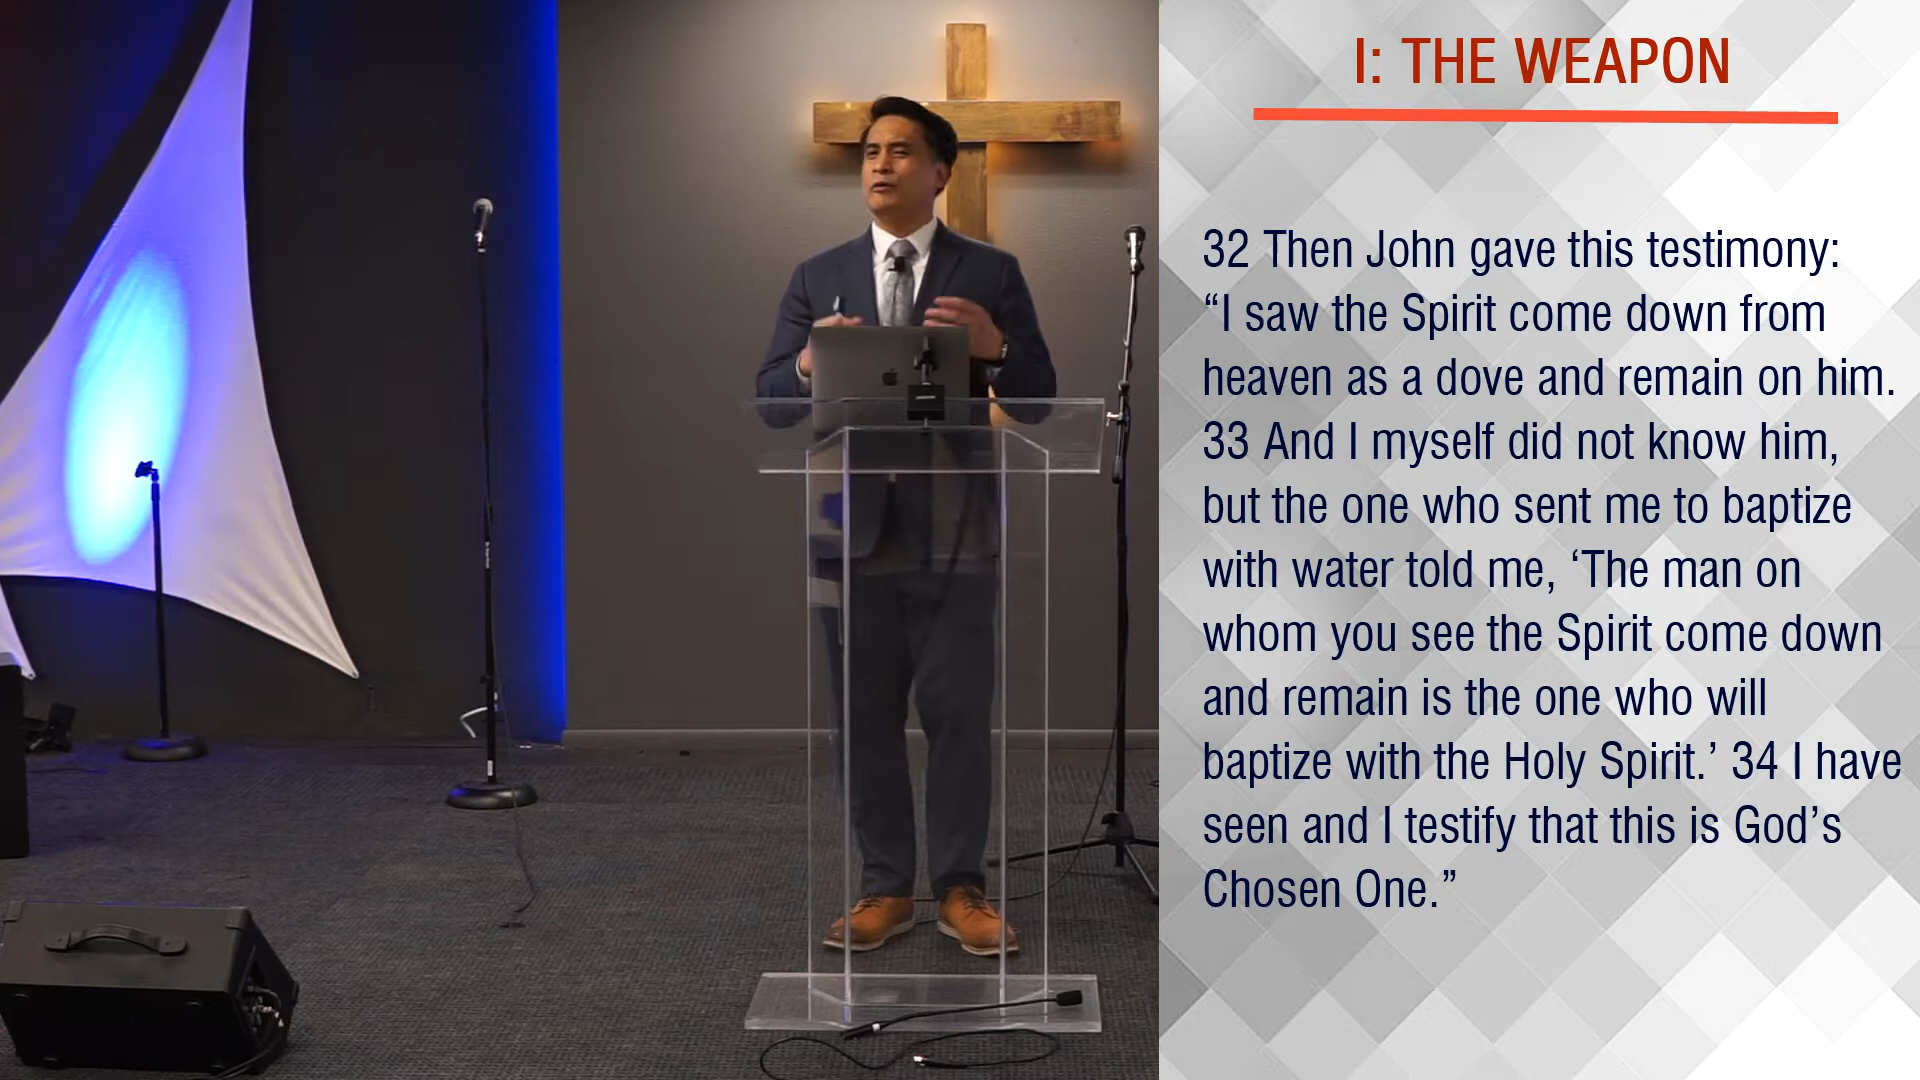 I: THE WEAPON
32 Then John gave this testimony:
“I saw the Spirit come down from
heaven as a dove and remain on him.
33 And I myself did not know him,
but the one who sent me to baptize
with water told me, ‘The man on
whom you see the Spirit come down
and remain is the one who will
baptize with the Holy Spirit.’ 34 I have
seen and I testify that this is God’s
Chosen One.”